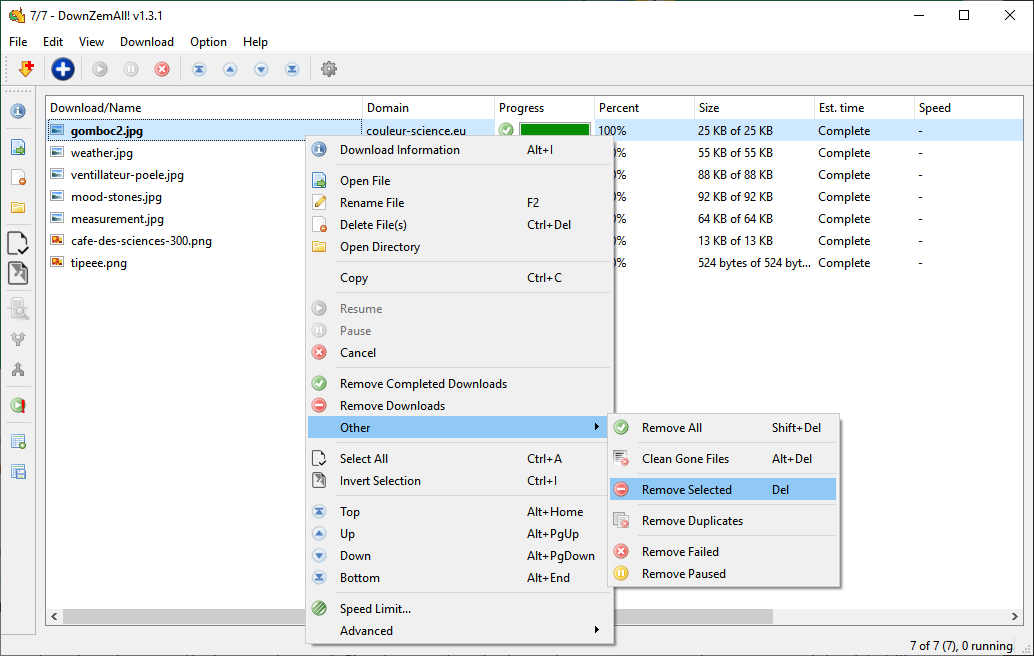 7/7 - DownZemAll! v1.3.1
File Edit View Download Option Help
Download/Name Domain Progress Percent Size Est. time Speed
gomboc2.jpg couleur-science.eu 100% 25 KB of 25 KB Complete -
weather.jpg 0% 55 KB of 55 KB Complete -
ventillateur-poele.jpg 0% 88 KB of 88 KB Complete -
mood-stones.jpg 0% 92 KB of 92 KB Complete -
measurement.jpg 0% 64 KB of 64 KB Complete -
cafe-des-sciences-300.png 0% 13 KB of 13 KB Complete -
tipeee.png 0% 524 bytes of 524 byt... Complete -
Download Information Alt+I
Open File
Rename File F2
Delete File(s) Ctrl+Del
Open Directory
Copy Ctrl+C
Resume
Pause
Cancel
Remove Completed Downloads
Remove Downloads
Other
Select All Ctrl+A
Invert Selection Ctrl+I
Top Alt+Home
Up Alt+PgUp
Down Alt+PgDown
Bottom Alt+End
Speed Limit...
Advanced
Remove All Shift+Del
Clean Gone Files Alt+Del
Remove Selected Del
Remove Duplicates
Remove Failed
Remove Paused
7 of 7 (7), 0 running